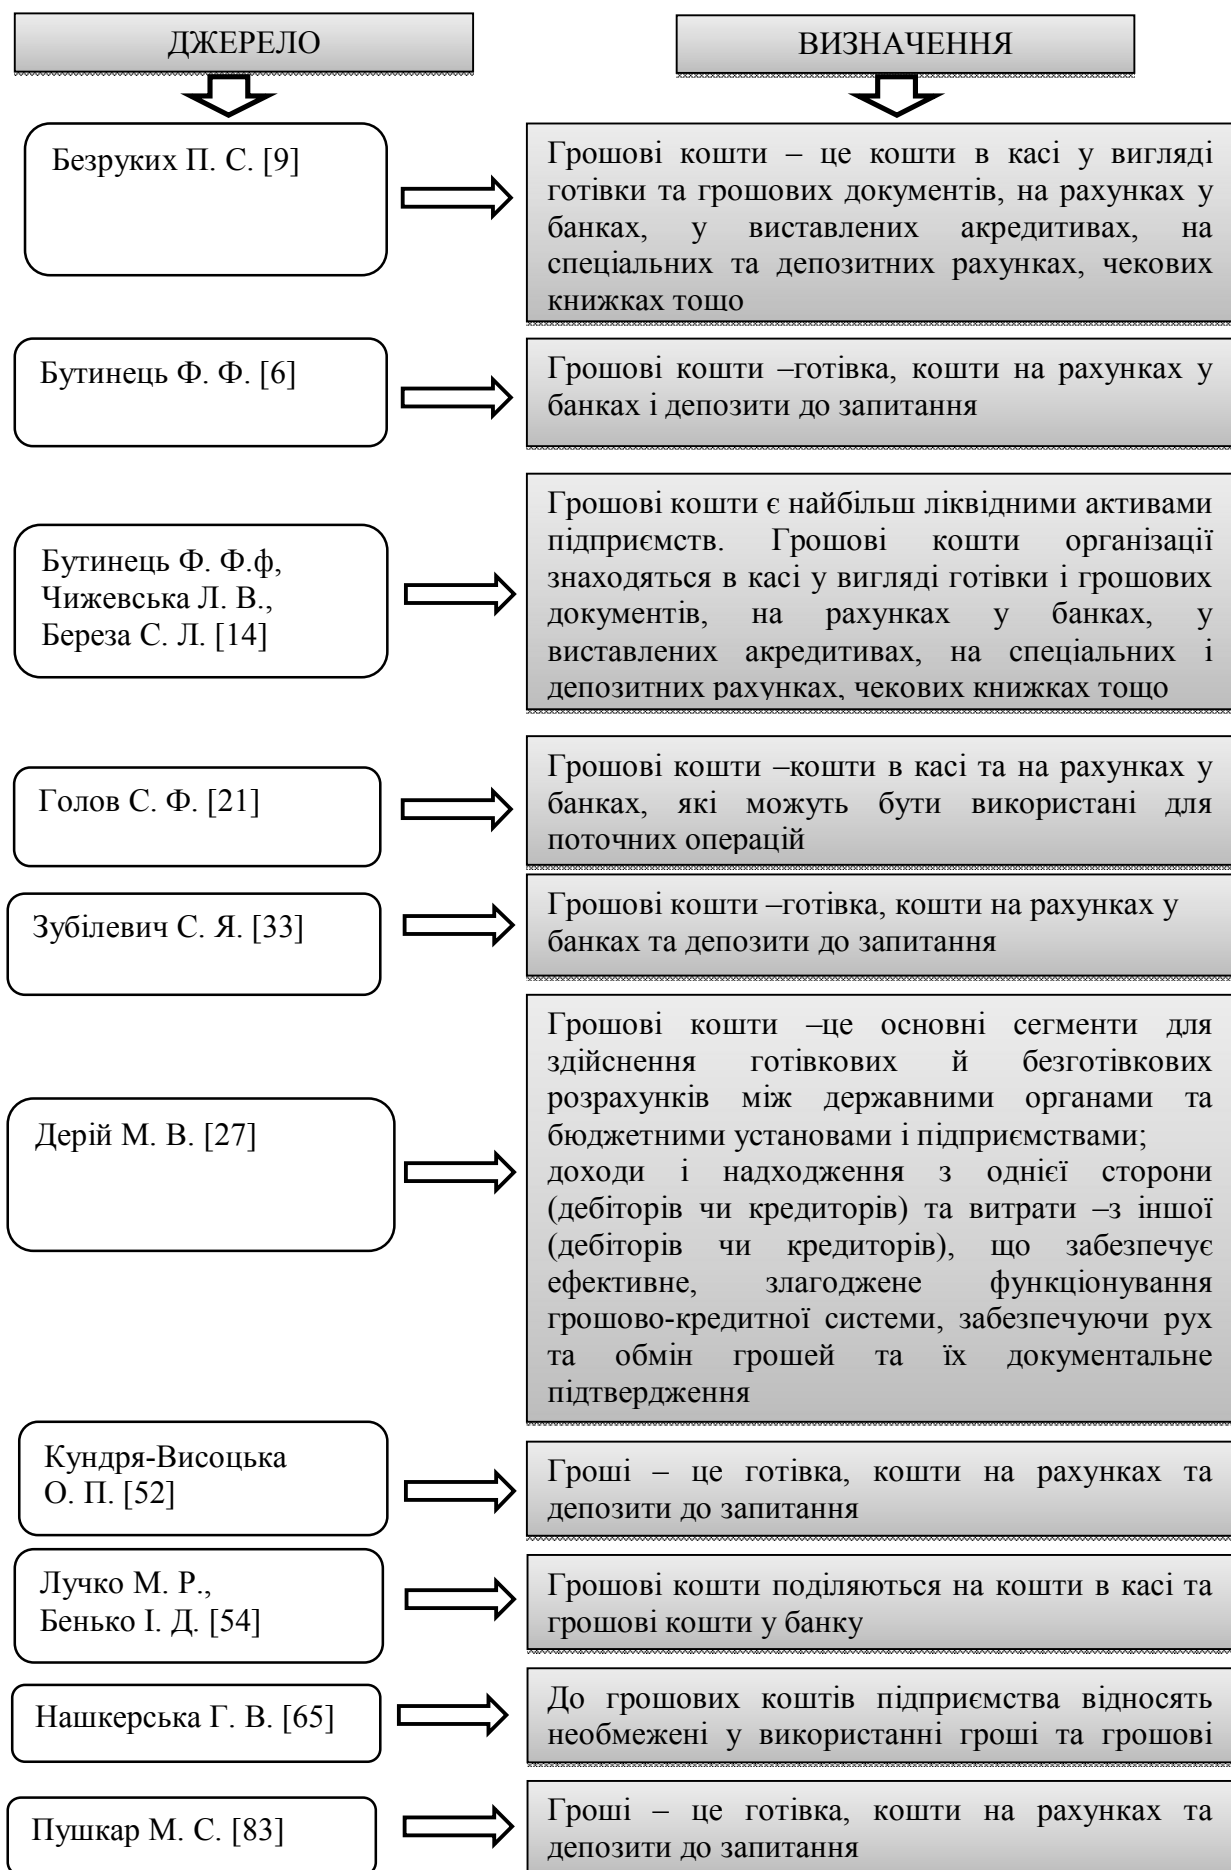 ДЖЕРЕЛО
ВИЗНАЧЕННЯ
Безруких П. С. [9]
Грошові кошти – це кошти в касі у вигляді
готівки та грошових документів, на рахунках у
банках, у виставлених акредитивах, на
спеціальних та депозитних рахунках, чекових
книжках тощо
Бутинець Ф. Ф. [6]
Грошові кошти –готівка, кошти на рахунках у
банках і депозити до запитання
Бутинець Ф. Ф.ф,
Чижевська Л. В.,
Береза С. Л. [14]
Грошові кошти є найбільш ліквідними активами
підприємств. Грошові кошти організації
знаходяться в касі у вигляді готівки і грошових
документів, на рахунках у банках, у
виставлених акредитивах, на спеціальних і
депозитних рахунках, чекових книжках тощо
Голов С. Ф. [21]
Грошові кошти –кошти в касі та на рахунках у
банках, які можуть бути використані для
поточних операцій
Зубілевич С. Я. [33]
Грошові кошти –готівка, кошти на рахунках у
банках та депозити до запитання
Дерій М. В. [27]
Грошові кошти –це основні сегменти для
здійснення готівкових й безготівкових
розрахунків між державними органами та
бюджетними установами і підприємствами;
доходи і надходження з однієї сторони
(дебіторів чи кредиторів) та витрати –з іншої
(дебіторів чи кредиторів), що забезпечує
ефективне, злагоджене функціонування
грошово-кредитної системи, забезпечуючи рух
та обмін грошей та їх документальне
підтвердження
Кундря-Висоцька
О. П. [52]
Гроші – це готівка, кошти на рахунках та
депозити до запитання
Лучко М. Р.,
Бенько І. Д. [54]
Грошові кошти поділяються на кошти в касі та
грошові кошти у банку
Нашкерська Г. В. [65]
До грошових коштів підприємства відносять
необмежені у використанні гроші та грошові
Пушкар М. С. [83]
Гроші – це готівка, кошти на рахунках та
депозити до запитання